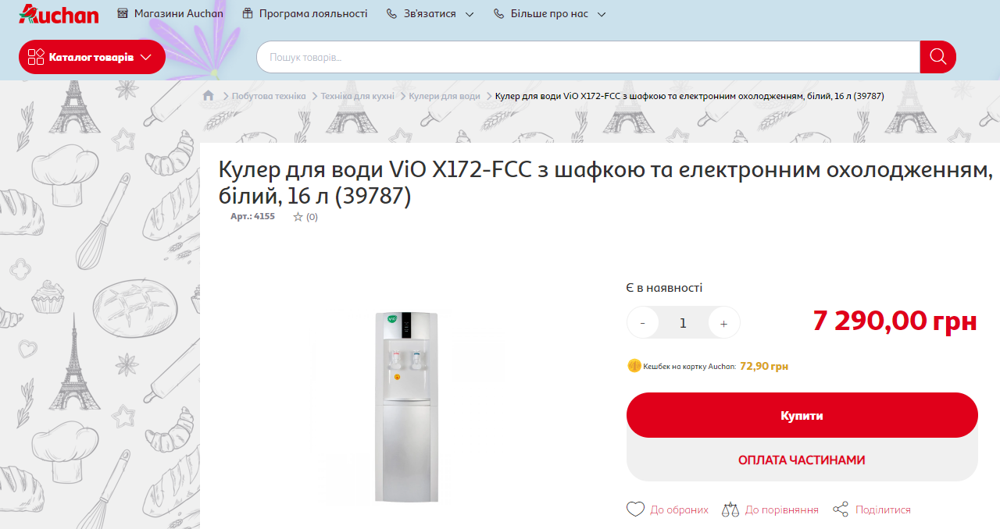 Auchan
Магазини Auchan
Програма лояльності
Зв'язатися
Більше про нас
Каталог товарів
Пошук товарів...
Побутова техніка
Техніка для кухні
Кулери для води
Кулер для води ViO X172-FCC з шафкою та електронним охолодженням, білий, 16 л (39787)
Кулер для води ViO X172-FCC з шафкою та електронним охолодженням,
білий, 16 л (39787)
Арт.: 4155
(0)
Є в наявності
- 1 +
7 290,00 грн
Кешбек на картку Auchan: 72,90 грн
Купити
ОПЛАТА ЧАСТИНАМИ
До обраних
До порівняння
Поділитися